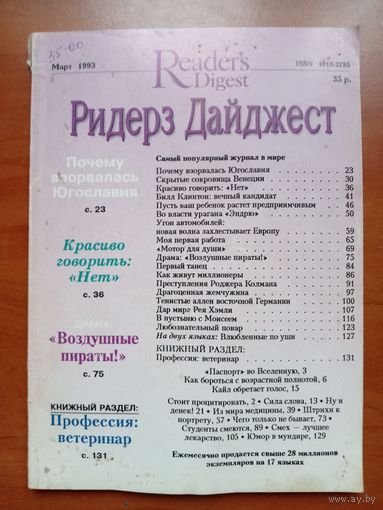 25-00
Март 1993
Reader's
Digest
ISSN 4918-3795
35 р.
Ридерз Дайджест
Почему
взорвалась
Югославия
с. 23
Красиво
говорить:
«Нет»
с. 36
ДРАМА:
«Воздушные
пираты!»
с. 75
КНИЖНЫЙ РАЗДЕЛ:
Профессия:
ветеринар
с. 131
Самый популярный журнал в мире
Почему взорвалась Югославия 23
Скрытые сокровища Венеции 30
Красиво говорить: «Нет» 36
Билл Клинтон: вечный кандидат 41
Пусть ваш ребенок растет предприимчивым 46
Во власти урагана «Эндрю» 50
Угон автомобилей:
новая волна захлестывает Европу 59
Моя первая работа 65
«Мотор для души» 69
Драма: «Воздушные пираты!» 75
Первый танец 84
Как живут миллионеры 86
Преступления Роджера Колмана 91
Драгоценная жемчужина 97
Тенистые аллеи восточной Германии 100
Дар мира Рея Хэмли 107
В пустыню с Моисеем 116
Любознательный повар 123
На двух языках: Влюбленные по уши 127
КНИЖНЫЙ РАЗДЕЛ:
Профессия: ветеринар 131
«Паспорт» во Вселенную, 3
Как бороться с возрастной полнотой, 6
Кайл обретает голос, 15
Стоит процитировать, 2 • Сила слова, 13 • Ну и
денек! 21 • Из мира медицины, 39 • Штрихи к
портрету, 57 • Чего только не бывает, 73 •
Студенты смеются, 89 • Смех — лучшее
лекарство, 105 • Юмор в мундире, 129
Ежемесячно продается свыше 28 миллионов
экземпляров на 17 языках